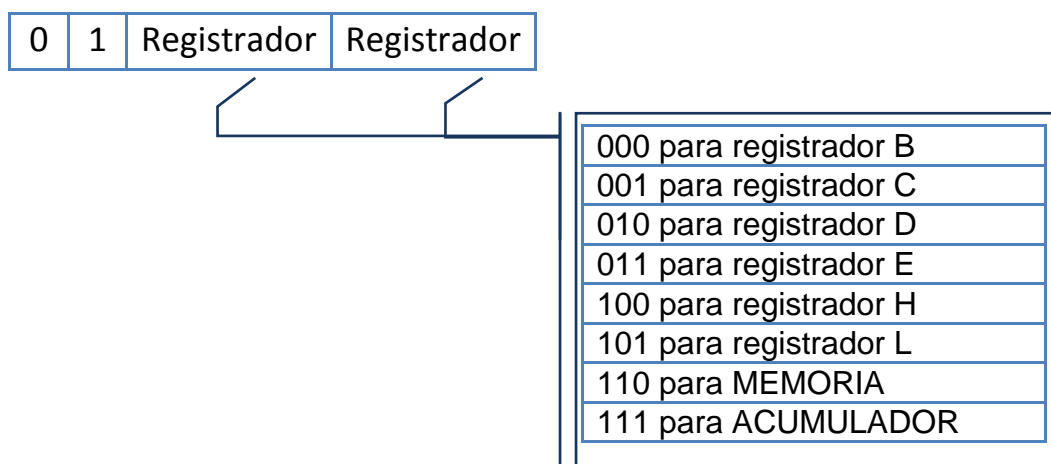 0 1 Registrador Registrador
000 para registrador B
001 para registrador C
010 para registrador D
011 para registrador E
100 para registrador H
101 para registrador L
110 para MEMORIA
111 para ACUMULADOR